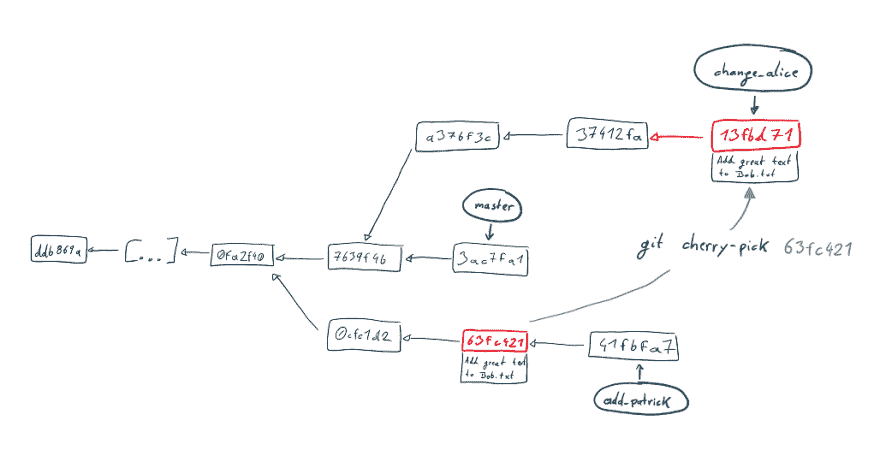 change_alice
a376f3c
37412fa
13fbd71
Add great text
to Bob.txt
master
ddb869a
[...]
0fa2f40
7639f46
3ac7fa1
git cherry-pick 63fc421
0cfc1d2
63fc421
Add great text
to Bob.txt
41fbfa7
add_patrick